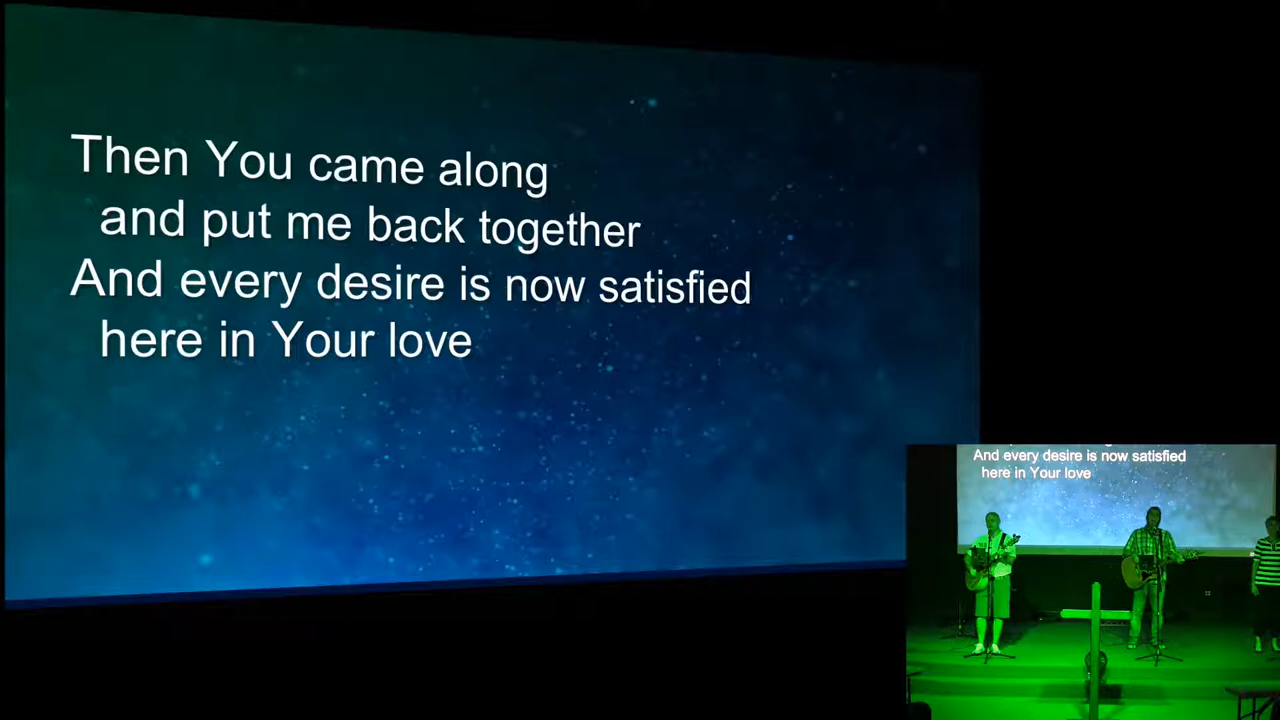 Then You came along
and put me back together
And every desire is now satisfied
here in Your love
And every desire is now satisfied
here in Your love